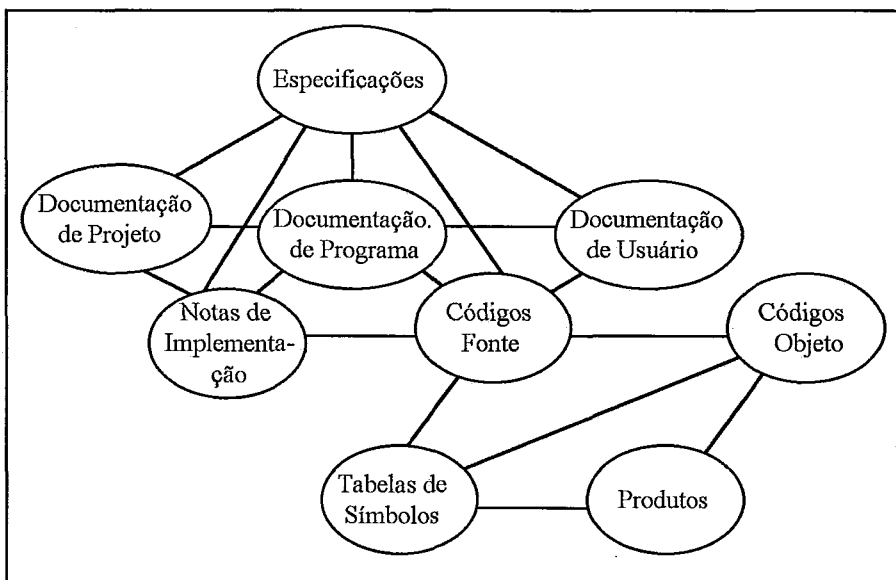 Especificações
Documentação
de Projeto
Documentação.
de Programa
Documentação
de Usuário
Notas de
Implementa-
ção
Códigos
Fonte
Códigos
Objeto
Tabelas de
Símbolos
Produtos